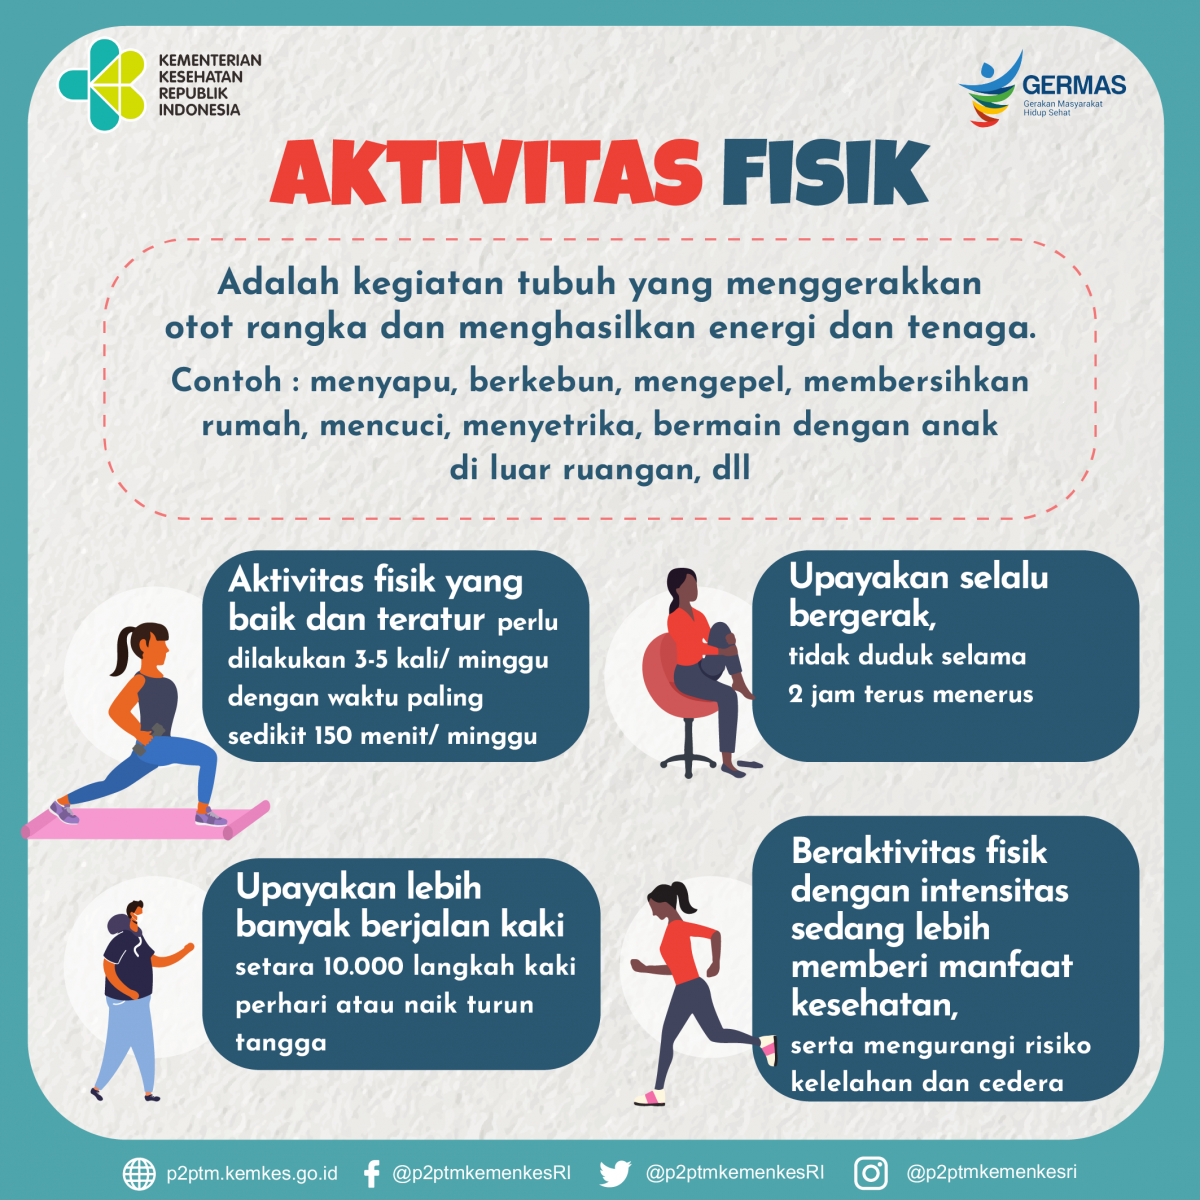 KEMENTERIAN
KESEHATAN
REPUBLIK
INDONESIA
GERMAS
Gerakan Masyarakat
Hidup Sehat
AKTIVITAS FISIK
Adalah kegiatan tubuh yang menggerakkan
otot rangka dan menghasilkan energi dan tenaga.
Contoh : menyapu, berkebun, mengepel, membersihkan
rumah, mencuci, menyetrika, bermain dengan anak
di luar ruangan, dll
Aktivitas fisik yang
baik dan teratur perlu
dilakukan 3-5 kali/ minggu
dengan waktu paling
sedikit 150 menit/ minggu
Upayakan selalu
bergerak,
tidak duduk selama
2 jam terus menerus
Upayakan lebih
banyak berjalan kaki
setara 10.000 langkah kaki
perhari atau naik turun
tangga
Beraktivitas fisik
dengan intensitas
sedang lebih
memberi manfaat
kesehatan,
serta mengurangi risiko
kelelahan dan cedera
p2ptm.kemkes.go.id @p2ptmkemenkesRI @p2ptmkemenkesRI @p2ptmkemenkesri